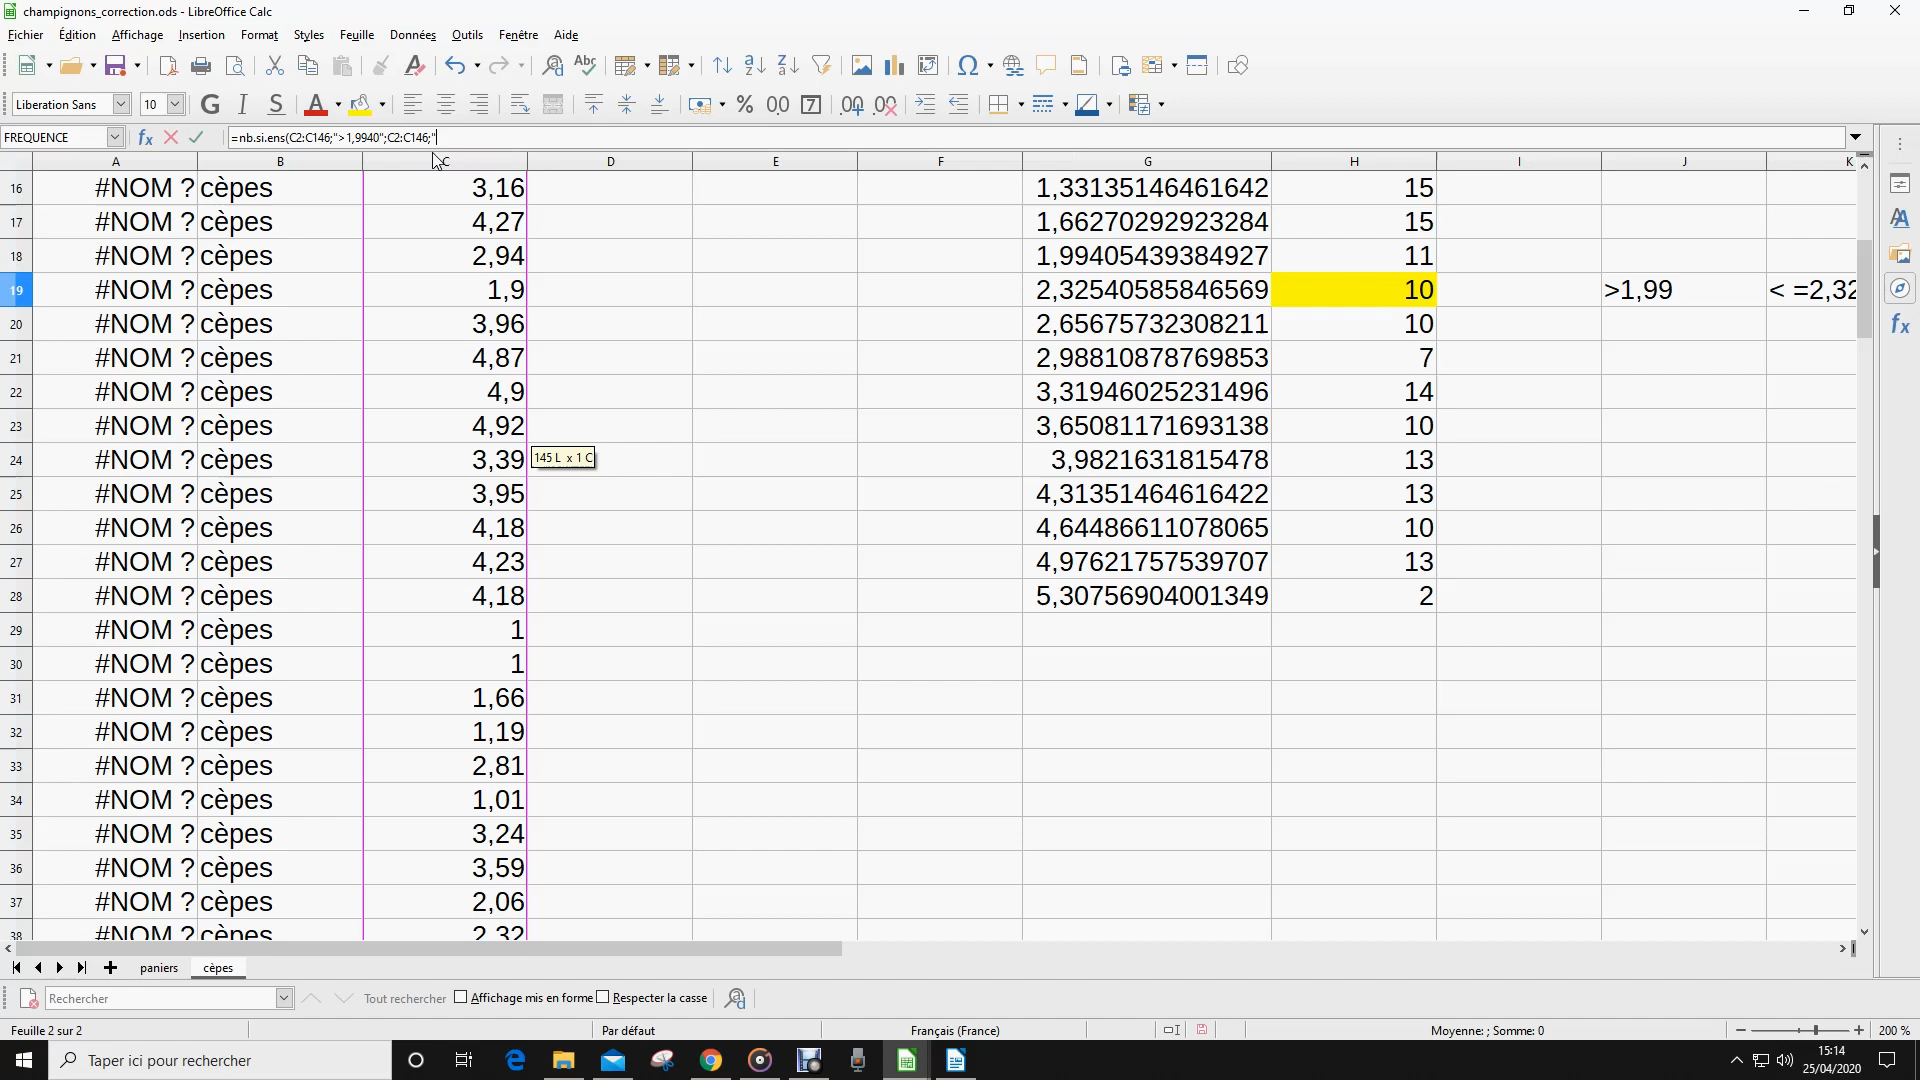 champignons_correction.ods - LibreOffice Calc
Fichier Édition Affichage Insertion Format Styles Feuille Données Outils Fenêtre Aide
Liberation Sans 10
FREQUENCE =nb.si.ens(C2:C146;">1,9940";C2:C146;"
A B C D E F G H I J K
16 #NOM ? cèpes 3,16 1,33135146461642 15
17 #NOM ? cèpes 4,27 1,66270292923284 15
18 #NOM ? cèpes 2,94 1,99405439384927 11
19 #NOM ? cèpes 1,9 2,32540585846569 10 >1,99 < =2,32
20 #NOM ? cèpes 3,96 2,65675732308211 10
21 #NOM ? cèpes 4,87 2,98810878769853 7
22 #NOM ? cèpes 4,9 3,31946025231496 14
23 #NOM ? cèpes 4,92 3,65081171693138 10
24 #NOM ? cèpes 3,39 145 L x 1 C 3,9821631815478 13
25 #NOM ? cèpes 3,95 4,31351464616422 13
26 #NOM ? cèpes 4,18 4,64486611078065 10
27 #NOM ? cèpes 4,23 4,97621757539707 13
28 #NOM ? cèpes 4,18 5,30756904001349 2
29 #NOM ? cèpes 1
30 #NOM ? cèpes 1
31 #NOM ? cèpes 1,66
32 #NOM ? cèpes 1,19
33 #NOM ? cèpes 2,81
34 #NOM ? cèpes 1,01
35 #NOM ? cèpes 3,24
36 #NOM ? cèpes 3,59
37 #NOM ? cèpes 2,06
38 #NOM ? cèpes 2,32
paniers cèpes
Rechercher Tout rechercher Affichage mis en forme Respecter la casse
Feuille 2 sur 2 Par défaut Français (France) Moyenne: ; Somme: 0 200 %
Taper ici pour rechercher 15:14
25/04/2020